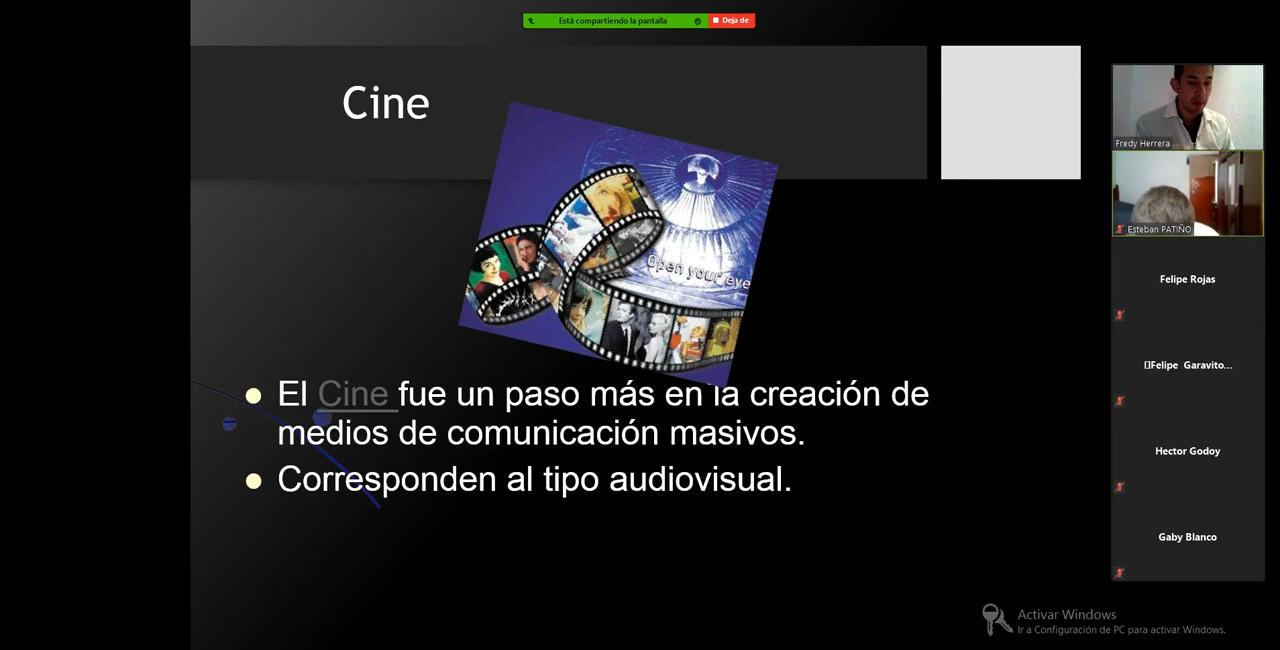 Está compartiendo la pantalla
Deja de
Cine
Open your eye
El Cine fue un paso más en la creación de
medios de comunicación masivos.
Corresponden al tipo audiovisual.
Fredy Herrera
Esteban PATIÑO
Felipe Rojas
Felipe Garavito...
Hector Godoy
Gaby Blanco
Activar Windows
Ir a Configuración de PC para activar Windows.